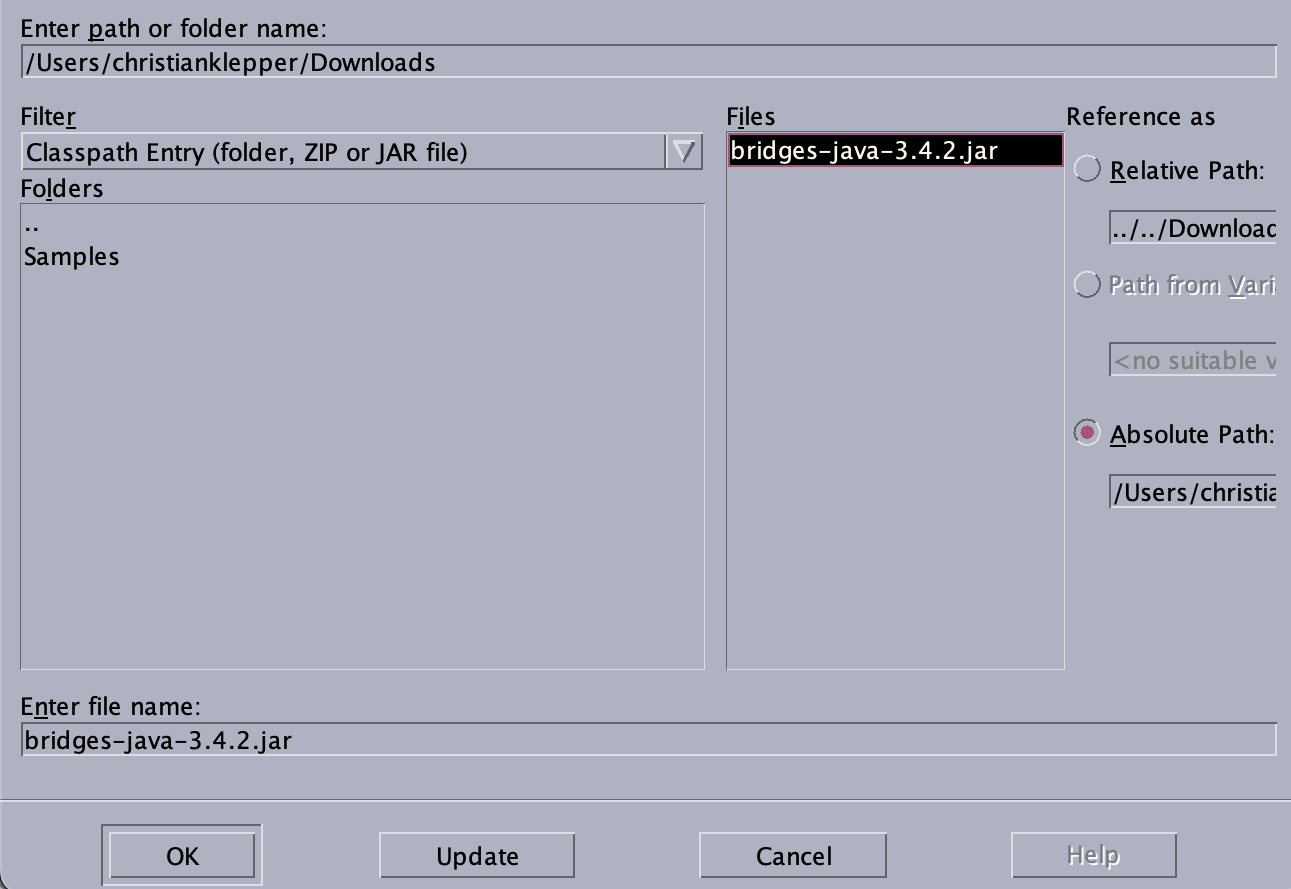 Enter path or folder name:
/Users/christianklepper/Downloads
Filter
Classpath Entry (folder, ZIP or JAR file)
Folders
..
Samples
Files
bridges-java-3.4.2.jar
Reference as
Relative Path:
../../Download
Path from Vari
<no suitable v
Absolute Path:
/Users/christia
Enter file name:
bridges-java-3.4.2.jar
OK
Update
Cancel
Help